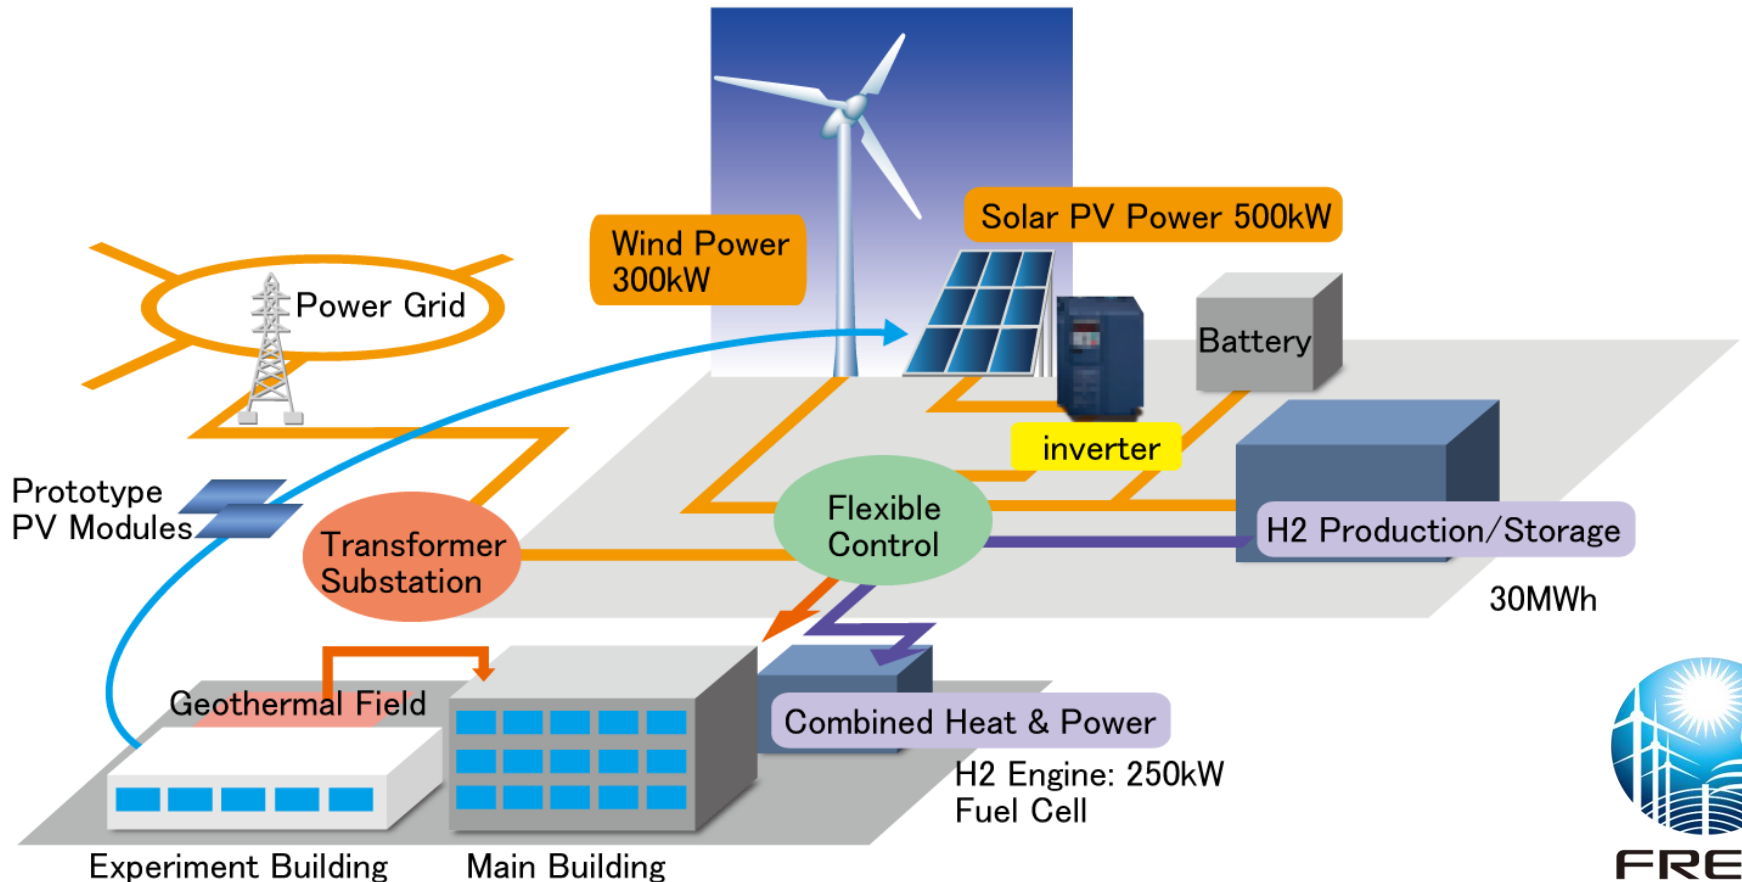 Solar PV Power 500kW
Wind Power
300kW
Power Grid
Battery
inverter
Prototype
PV Modules
Flexible
Control
Transformer
Substation
H2 Production/Storage
30MWh
Geothermal Field
Combined Heat & Power
H2 Engine: 250kW
Fuel Cell
Experiment Building
Main Building
FRE